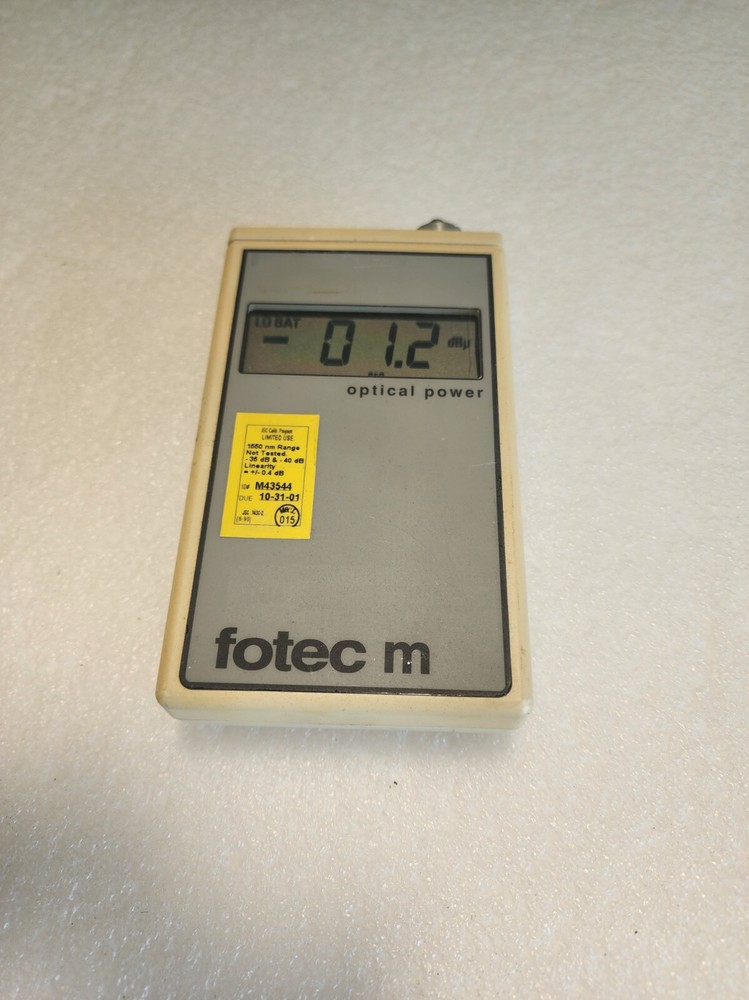 LO BAT
- 01.2 dBµ
optical power
LIMITED USE
1550 nm Range
Not Tested.
- 35 dB & - 40 dB
Linearity
= +/- 0.4 dB
ID# M43544
DUE 10-31-01
015
fotec m